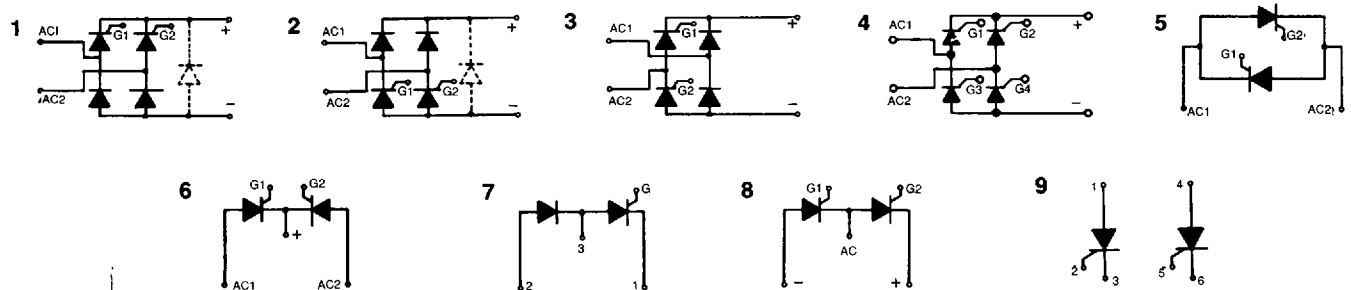 1 ACI G1 G2 + AC2 −
2 AC1 + G1 G2 AC2 −
3 AC1 G1 + G2 AC2 −
4 AC1 G1 G2 + G3 G4 AC2 −
5 G2 G1 AC1 AC2
6 G1 G2 + AC1 AC2
7 G 3 2 1
8 G1 G2 AC − +
9 1 4 2 3 5 6